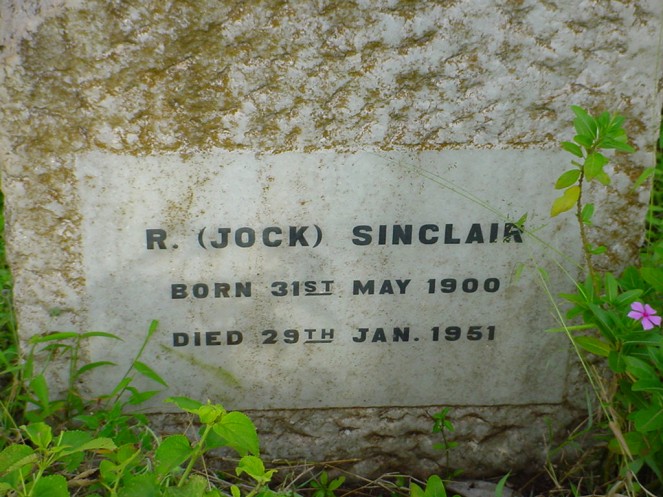 R. (JOCK) SINCLAIR
BORN 31ST MAY 1900
DIED 29TH JAN. 1951